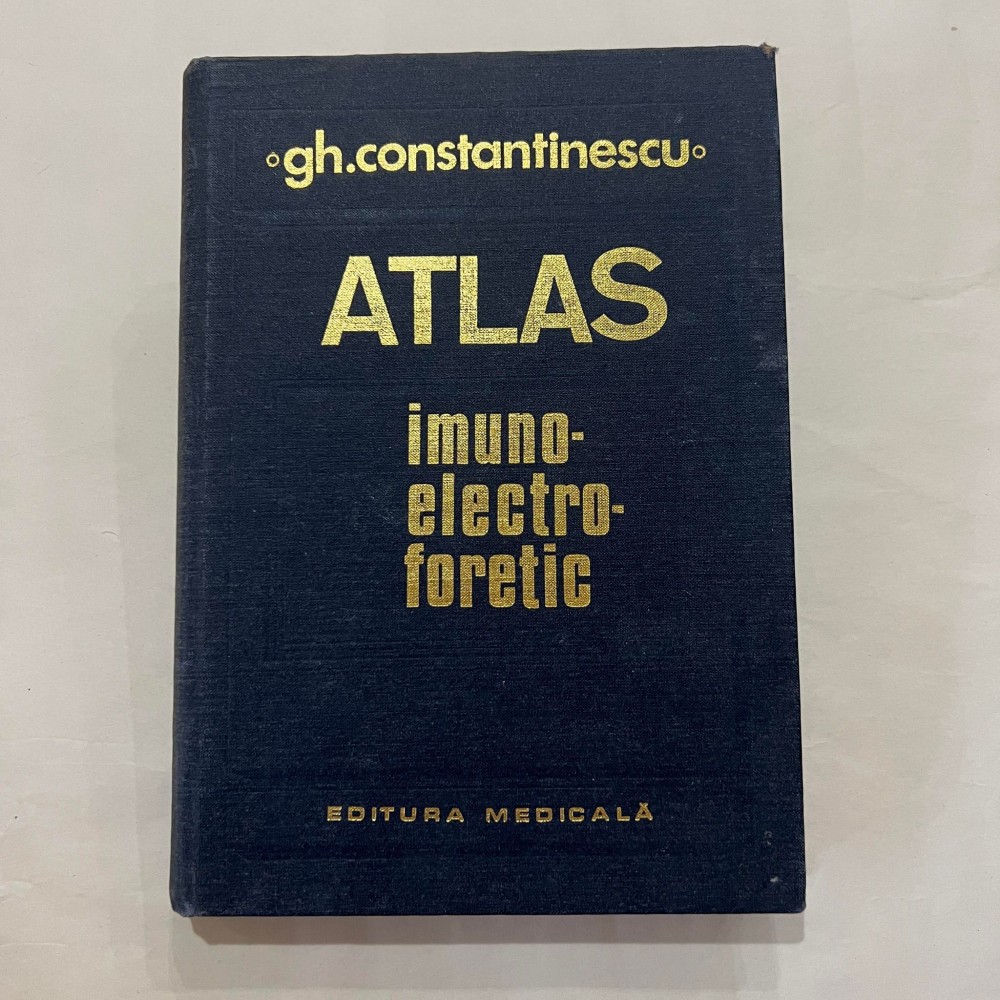 gh.constantinescu
ATLAS
imuno-
electro-
foretic
EDITURA MEDICALĂ